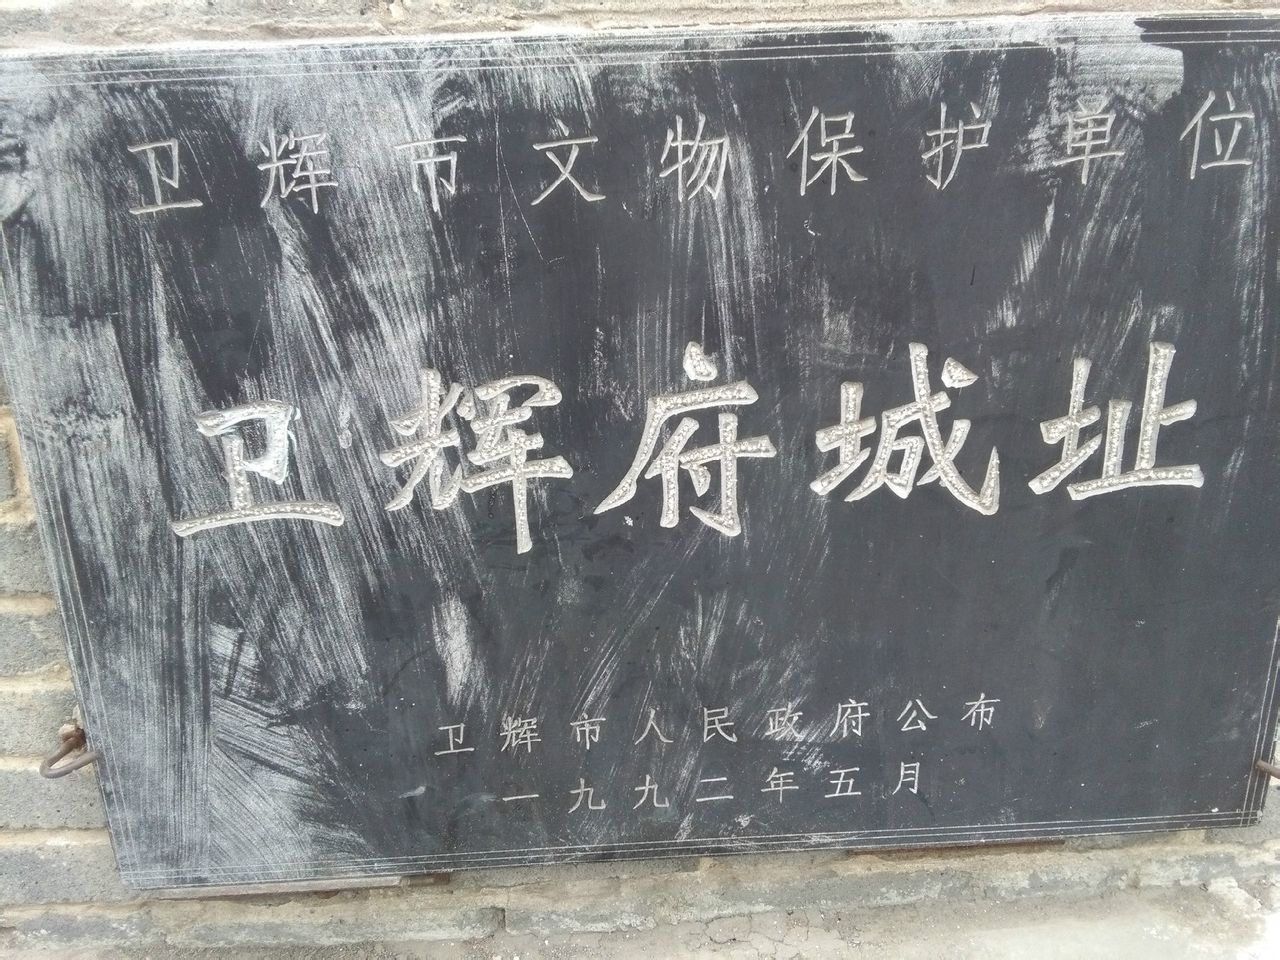 卫辉市文物保护单位
卫辉府城址
卫辉市人民政府公布
一九九二年五月